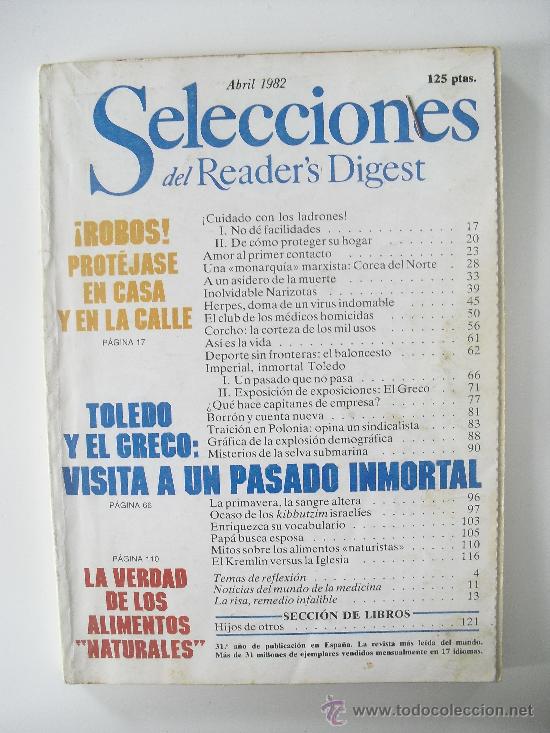 Abril 1982
125 ptas.
Selecciones
del Reader's Digest
¡ROBOS!
PROTÉJASE
EN CASA
Y EN LA CALLE
PÁGINA 17
¡Cuidado con los ladrones!
I. No dé facilidades 17
II. De cómo proteger su hogar 20
Amor al primer contacto 23
Una «monarquía» marxista: Corea del Norte 28
A un asidero de la muerte 33
Inolvidable Narizotas 39
Herpes, doma de un virus indomable 45
El club de los médicos homicidas 50
Corcho: la corteza de los mil usos 56
Así es la vida 61
Deporte sin fronteras: el baloncesto 62
Imperial, inmortal Toledo
I. Un pasado que no pasa 66
II. Exposición de exposiciones: El Greco 71
¿Qué hace capitanes de empresa? 77
Borrón y cuenta nueva 81
Traición en Polonia: opina un sindicalista 83
Gráfica de la explosión demográfica 88
Misterios de la selva submarina 90
TOLEDO
Y EL GRECO:
VISITA A UN PASADO INMORTAL
PÁGINA 66
La primavera, la sangre altera 96
Ocaso de los kibbutzim israelíes 97
Enriquezca su vocabulario 103
Papá busca esposa 105
Mitos sobre los alimentos «naturistas» 110
El Kremlin versus la Iglesia 116
PÁGINA 110
LA VERDAD
DE LOS
ALIMENTOS
"NATURALES"
Temas de reflexión 4
Noticias del mundo de la medicina 11
La risa, remedio infalible 13
SECCIÓN DE LIBROS
Hijos de otros 121
31.º año de publicación en España. La revista más leída del mundo.
Más de 31 millones de ejemplares vendidos mensualmente en 17 idiomas.
todocoleccion
www.todocoleccion.net